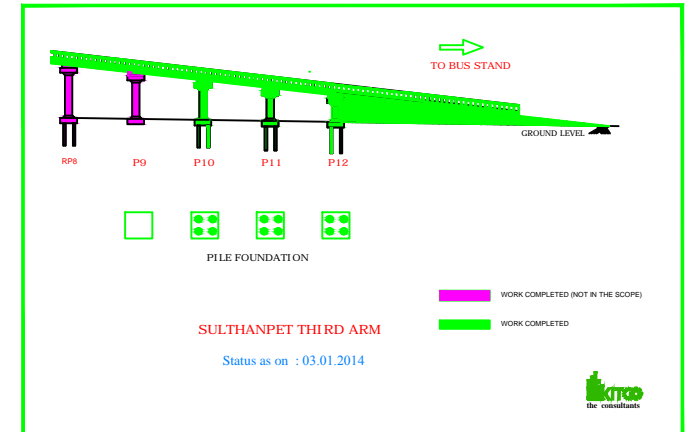 TO BUS STAND
GROUND LEVEL
RP8 P9 P10 P11 P12
PILE FOUNDATION
WORK COMPLETED (NOT IN THE SCOPE)
WORK COMPLETED
SULTHANPET THIRD ARM
Status as on : 03.01.2014
KITCO
the consultants